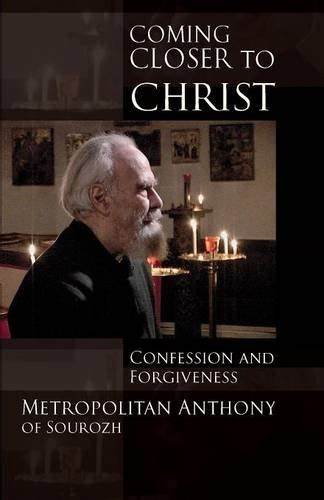 COMING
CLOSER TO
CHRIST
CONFESSION AND
FORGIVENESS
METROPOLITAN ANTHONY
OF SOUROZH